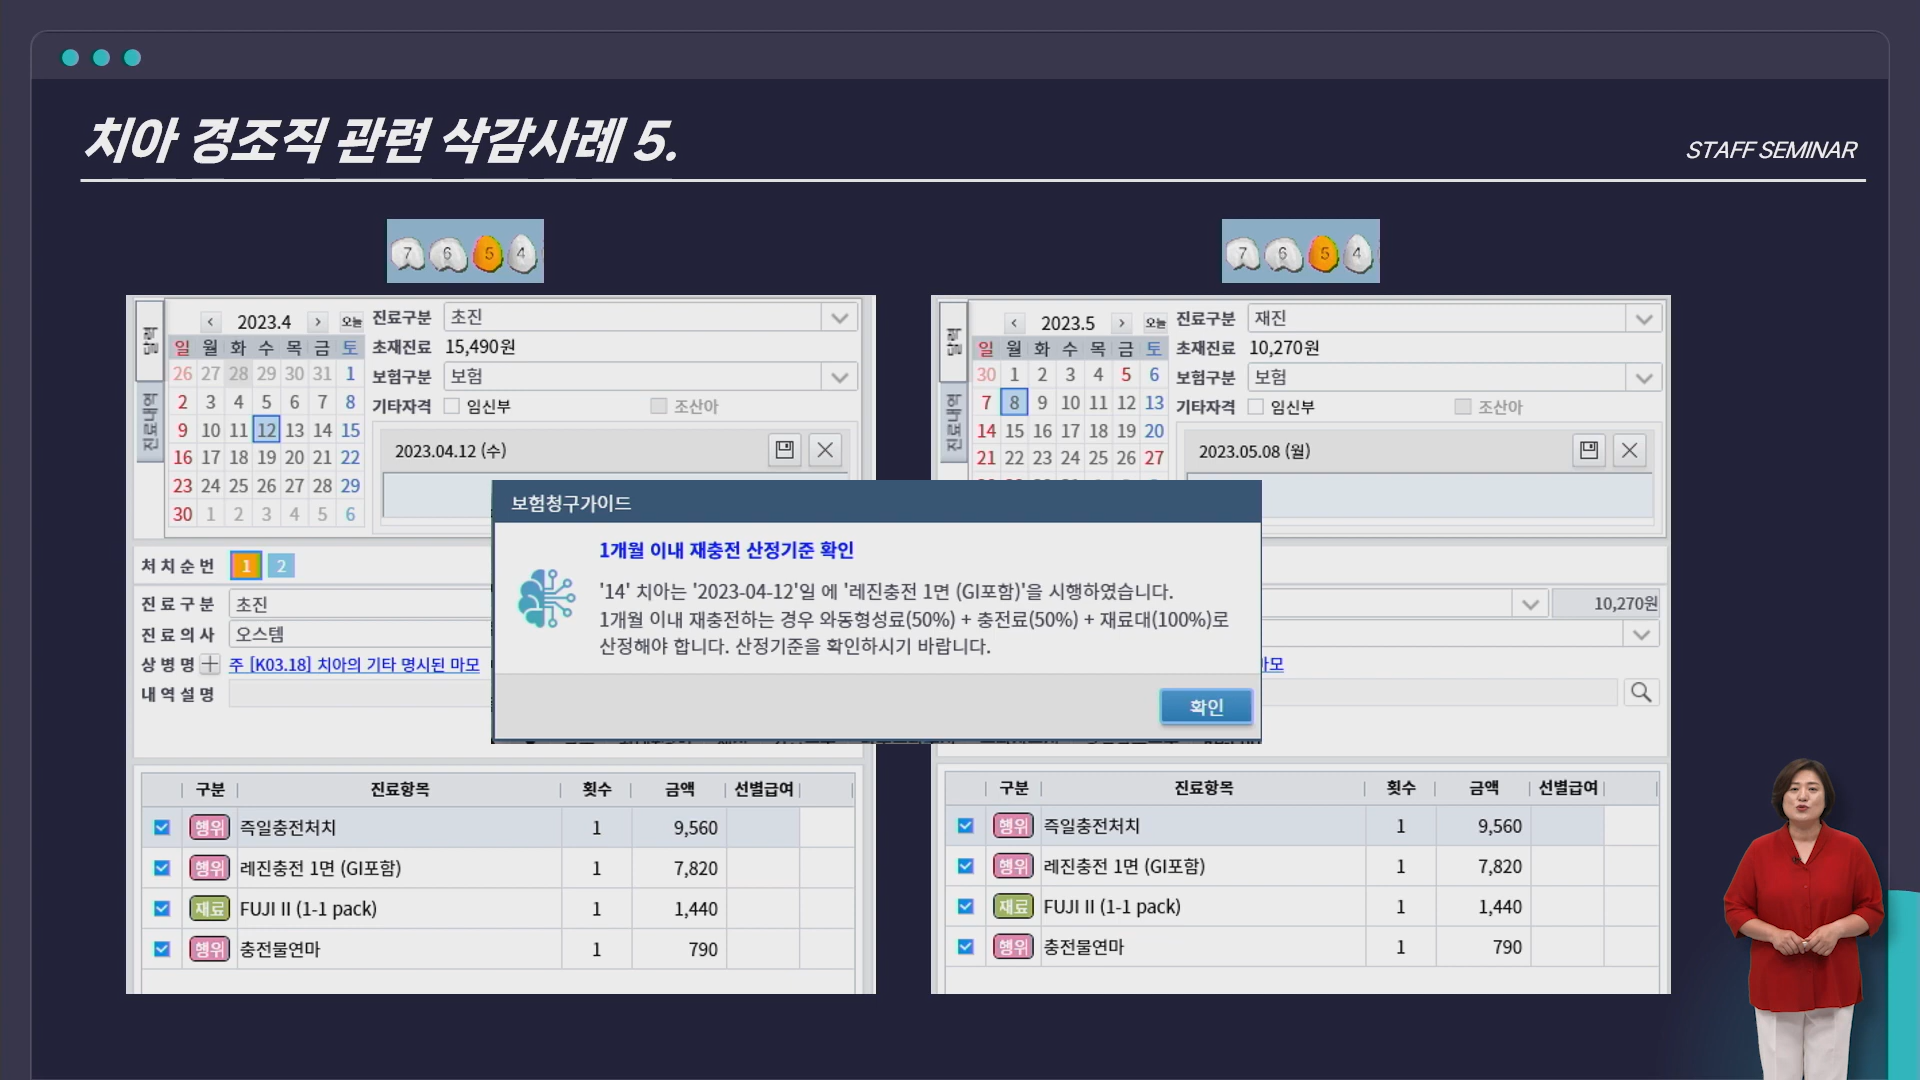 치아 경조직 관련 삭감사례 5.
STAFF SEMINAR
7 6 5 4
7 6 5 4
달력
진료내역
< 2023.4 > 오늘
일 월 화 수 목 금 토
26 27 28 29 30 31 1
2 3 4 5 6 7 8
9 10 11 12 13 14 15
16 17 18 19 20 21 22
23 24 25 26 27 28 29
30 1 2 3 4 5 6
진료구분 초진
초재진료 15,490원
보험구분 보험
기타자격 임신부 조산아
2023.04.12 (수)
처치순번 1 2
진료구분 초진
진료의사 오스템
상병명 주 [K03.18] 치아의 기타 명시된 마모
내역설명
구분 진료항목 횟수 금액 선별급여
행위 즉일충전처치 1 9,560
행위 레진충전 1면 (GI포함) 1 7,820
재료 FUJI II (1-1 pack) 1 1,440
행위 충전물연마 1 790
달력
진료내역
< 2023.5 > 오늘
일 월 화 수 목 금 토
30 1 2 3 4 5 6
7 8 9 10 11 12 13
14 15 16 17 18 19 20
21 22 23 24 25 26 27
진료구분 재진
초재진료 10,270원
보험구분 보험
기타자격 임신부 조산아
2023.05.08 (월)
10,270원
마모
구분 진료항목 횟수 금액 선별급여
행위 즉일충전처치 1 9,560
행위 레진충전 1면 (GI포함) 1 7,820
재료 FUJI II (1-1 pack) 1 1,440
행위 충전물연마 1 790
보험청구가이드
1개월 이내 재충전 산정기준 확인
'14' 치아는 '2023-04-12'일 에 '레진충전 1면 (GI포함)'을 시행하였습니다.
1개월 이내 재충전하는 경우 와동형성료(50%) + 충전료(50%) + 재료대(100%)로
산정해야 합니다. 산정기준을 확인하시기 바랍니다.
확인